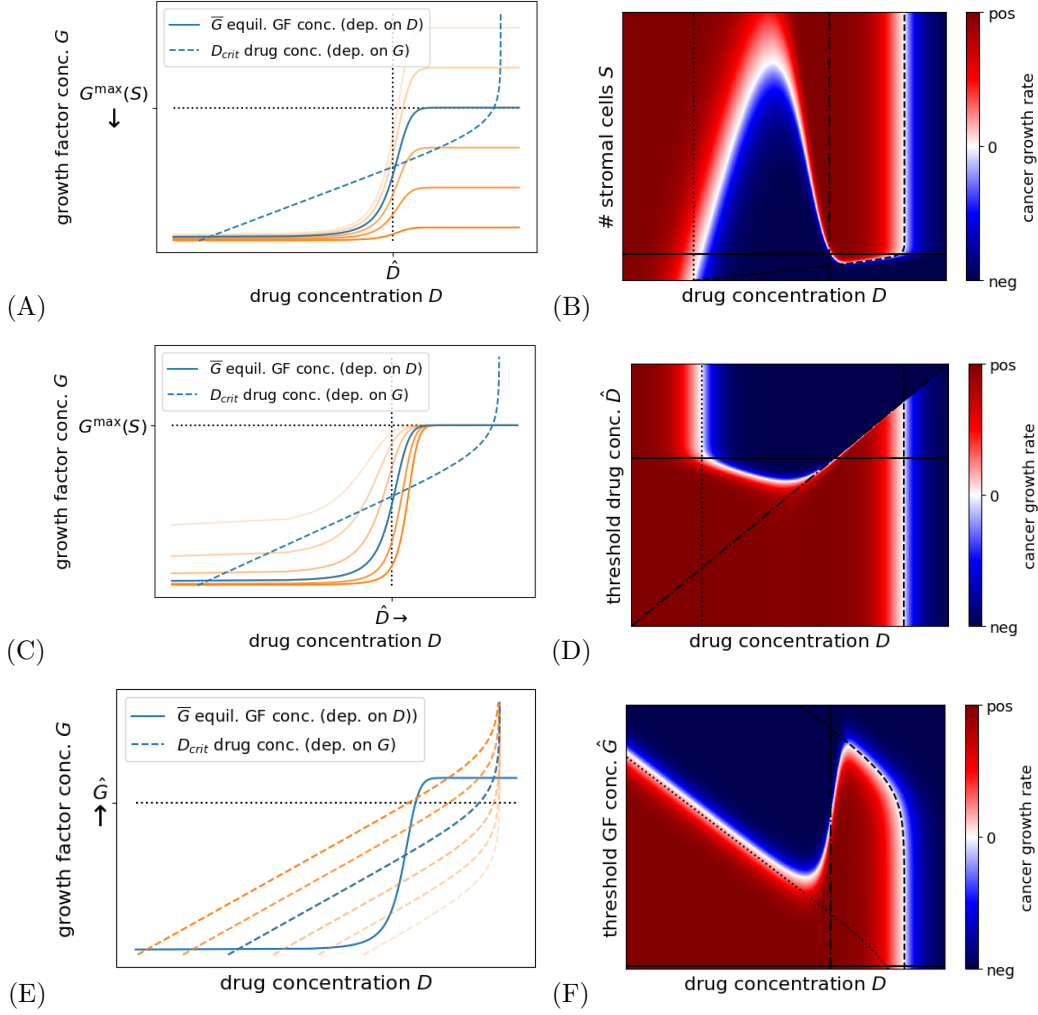 growth factor conc. G
G^max(S)
↓
G̅ equil. GF conc. (dep. on D)
D_crit drug conc. (dep. on G)
D̂
drug concentration D
(A)
# stromal cells S
drug concentration D
pos
0
neg
cancer growth rate
(B)
growth factor conc. G
G^max(S)
G̅ equil. GF conc. (dep. on D)
D_crit drug conc. (dep. on G)
D̂ →
drug concentration D
(C)
threshold drug conc. D̂
drug concentration D
pos
0
neg
cancer growth rate
(D)
growth factor conc. G
Ĝ
↑
G̅ equil. GF conc. (dep. on D))
D_crit drug conc. (dep. on G)
drug concentration D
(E)
threshold GF conc. Ĝ
drug concentration D
pos
0
neg
cancer growth rate
(F)